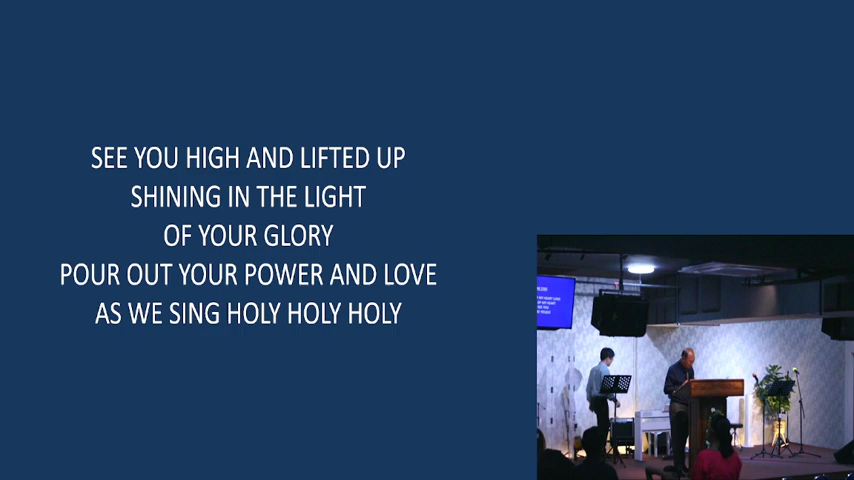 SEE YOU HIGH AND LIFTED UP
SHINING IN THE LIGHT
OF YOUR GLORY
POUR OUT YOUR POWER AND LOVE
AS WE SING HOLY HOLY HOLY